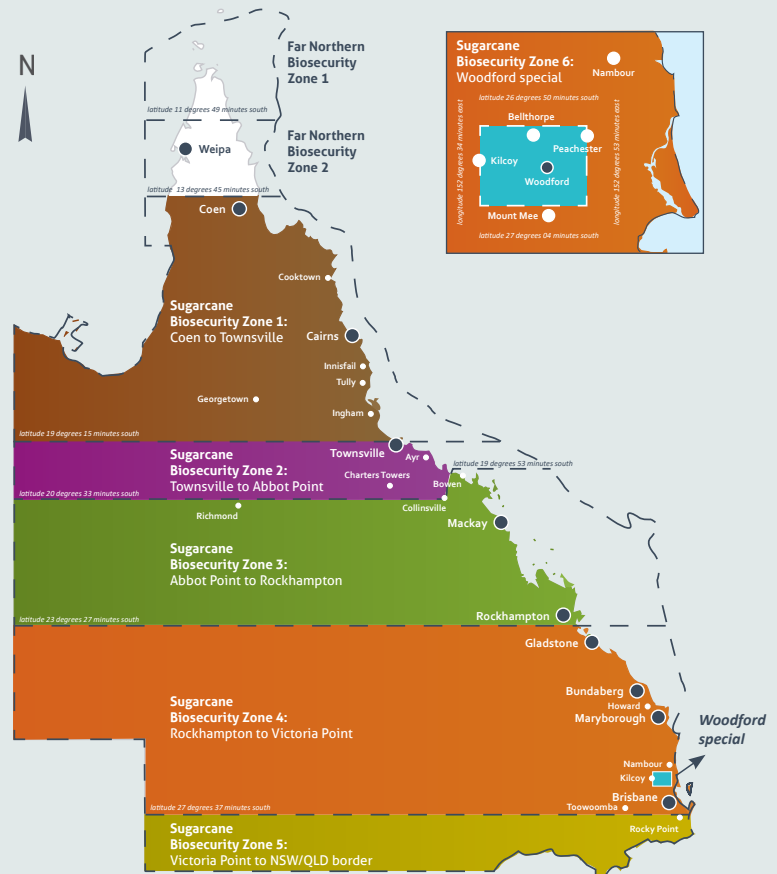 N
Far Northern
Biosecurity
Zone 1
latitude 11 degrees 49 minutes south
Far Northern
Biosecurity
Zone 2
Weipa
latitude 13 degrees 45 minutes south
Coen
Cooktown
Sugarcane
Biosecurity Zone 1:
Coen to Townsville
Cairns
Innisfail
Tully
Georgetown
Ingham
latitude 19 degrees 15 minutes south
Townsville
Ayr
Sugarcane
Biosecurity Zone 2:
Townsville to Abbot Point
Charters Towers
latitude 19 degrees 53 minutes south
Bowen
latitude 20 degrees 33 minutes south
Collinsville
Richmond
Mackay
Sugarcane
Biosecurity Zone 3:
Abbot Point to Rockhampton
Rockhampton
latitude 23 degrees 27 minutes south
Gladstone
Sugarcane
Biosecurity Zone 4:
Rockhampton to Victoria Point
Bundaberg
Howard
Maryborough
Woodford
special
Nambour
Kilcoy
Brisbane
Toowoomba
latitude 27 degrees 37 minutes south
Rocky Point
Sugarcane
Biosecurity Zone 5:
Victoria Point to NSW/QLD border
Sugarcane
Biosecurity Zone 6:
Woodford special
Nambour
latitude 26 degrees 50 minutes south
longitude 152 degrees 34 minutes east
longitude 152 degrees 53 minutes east
Bellthorpe
Peachester
Kilcoy
Woodford
Mount Mee
latitude 27 degrees 04 minutes south